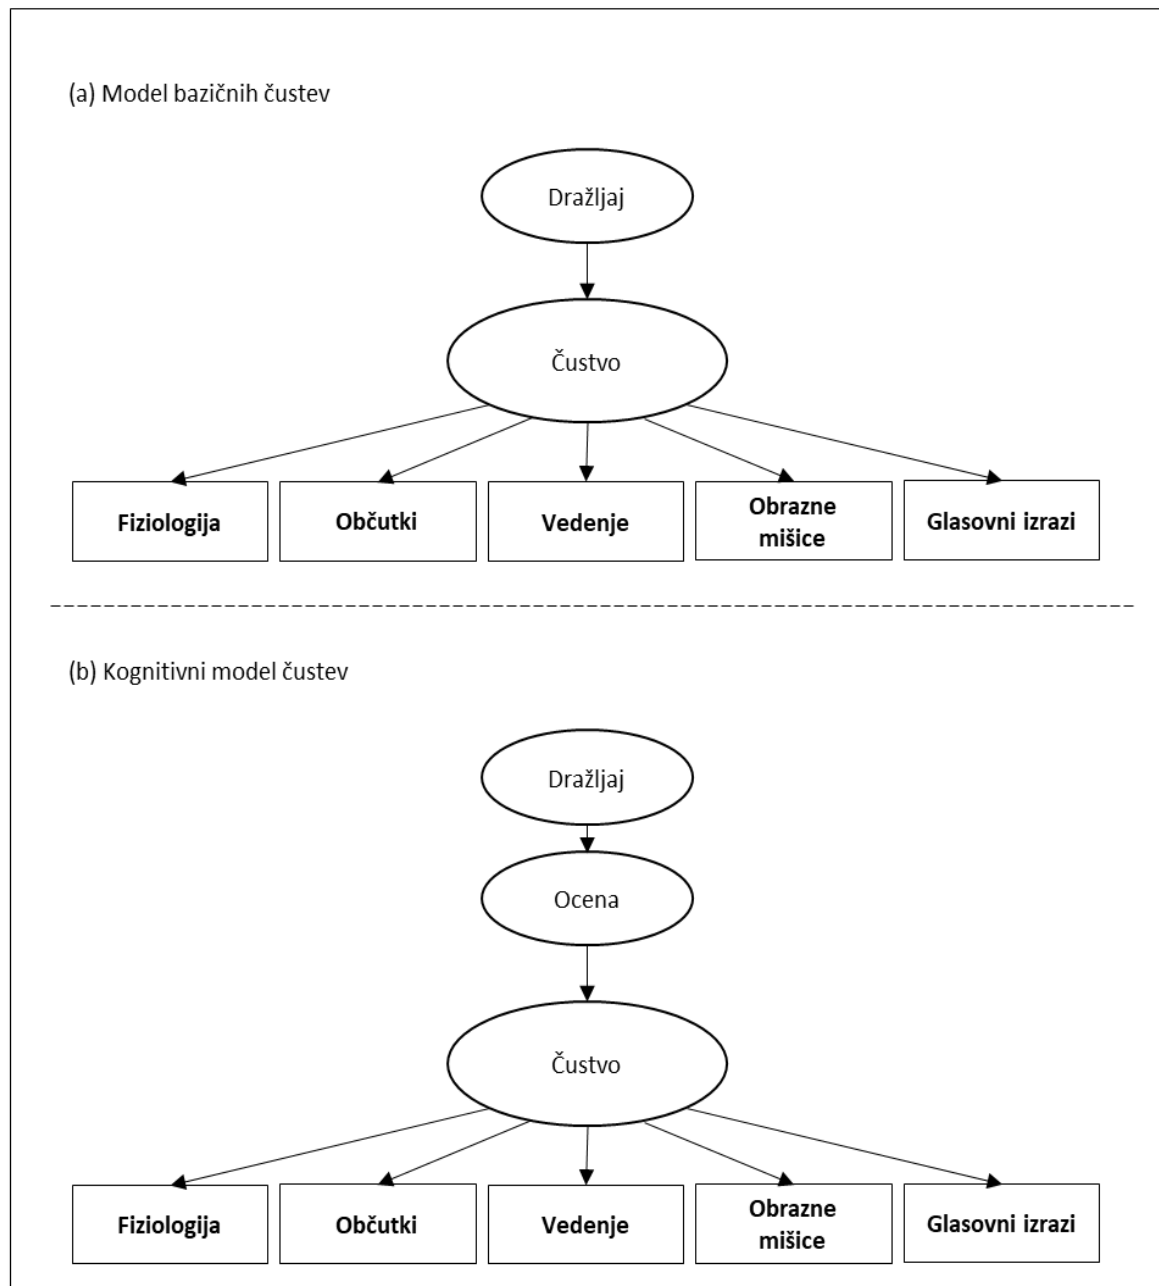 (a) Model bazičnih čustev
Dražljaj
Čustvo
Fiziologija
Občutki
Vedenje
Obrazne
mišice
Glasovni izrazi
(b) Kognitivni model čustev
Dražljaj
Ocena
Čustvo
Fiziologija
Občutki
Vedenje
Obrazne
mišice
Glasovni izrazi